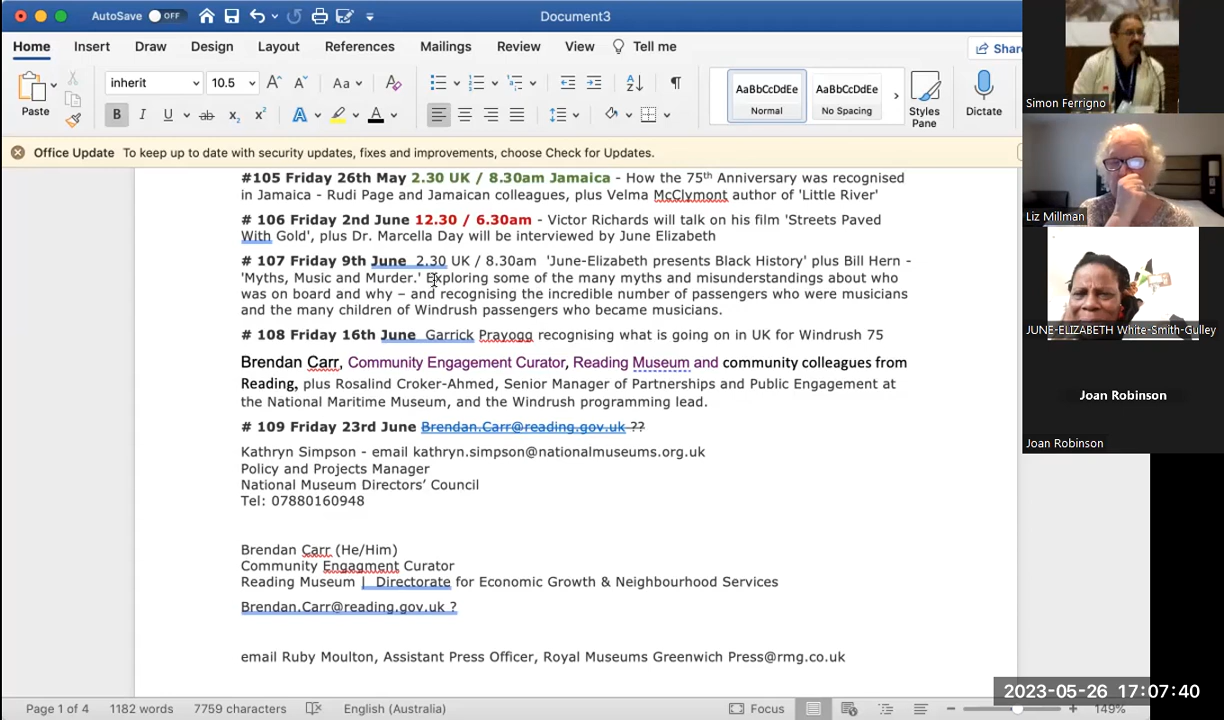 AutoSave OFF
Document3
Home Insert Draw Design Layout References Mailings Review View Tell me
Share
Paste
inherit 10.5
B I U
AaBbCcDdEe AaBbCcDdEe
Normal No Spacing
Styles Pane
Dictate
Office Update To keep up to date with security updates, fixes and improvements, choose Check for Updates.
#105 Friday 26th May 2.30 UK / 8.30am Jamaica - How the 75th Anniversary was recognised
in Jamaica - Rudi Page and Jamaican colleagues, plus Velma McClymont author of 'Little River'
# 106 Friday 2nd June 12.30 / 6.30am - Victor Richards will talk on his film 'Streets Paved
With Gold', plus Dr. Marcella Day will be interviewed by June Elizabeth
# 107 Friday 9th June 2.30 UK / 8.30am 'June-Elizabeth presents Black History' plus Bill Hern -
'Myths, Music and Murder.' Exploring some of the many myths and misunderstandings about who
was on board and why – and recognising the incredible number of passengers who were musicians
and the many children of Windrush passengers who became musicians.
# 108 Friday 16th June Garrick Prayogg recognising what is going on in UK for Windrush 75
Brendan Carr, Community Engagement Curator, Reading Museum and community colleagues from
Reading, plus Rosalind Croker-Ahmed, Senior Manager of Partnerships and Public Engagement at
the National Maritime Museum, and the Windrush programming lead.
# 109 Friday 23rd June Brendan.Carr@reading.gov.uk ??
Kathryn Simpson - email kathryn.simpson@nationalmuseums.org.uk
Policy and Projects Manager
National Museum Directors' Council
Tel: 07880160948
Brendan Carr (He/Him)
Community Engagment Curator
Reading Museum | Directorate for Economic Growth & Neighbourhood Services
Brendan.Carr@reading.gov.uk ?
email Ruby Moulton, Assistant Press Officer, Royal Museums Greenwich Press@rmg.co.uk
Page 1 of 4 1182 words 7759 characters English (Australia) Focus 149%
Simon Ferrigno
Liz Millman
JUNE-ELIZABETH White-Smith-Gulley
Joan Robinson
Joan Robinson
2023-05-26 17:07:40